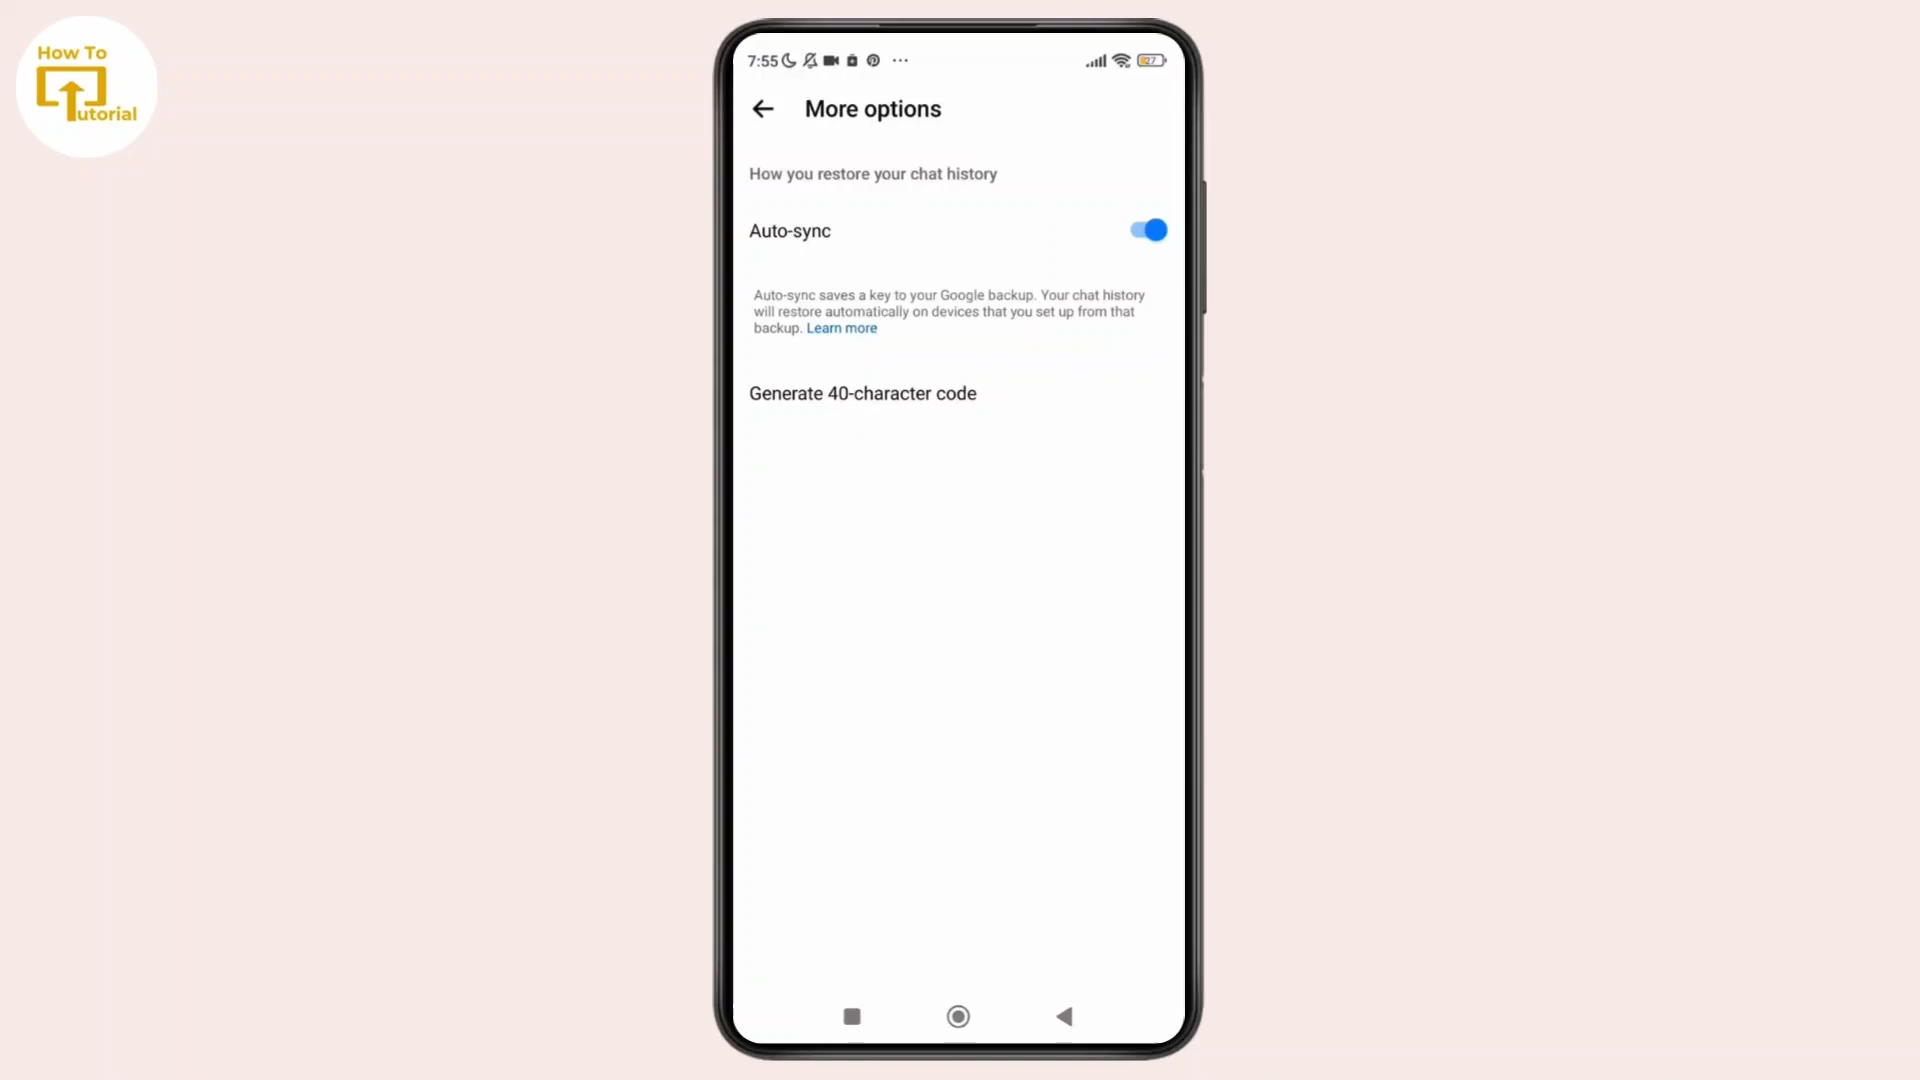 How To
Tutorial
7:55
27
More options
How you restore your chat history
Auto-sync
Auto-sync saves a key to your Google backup. Your chat history
will restore automatically on devices that you set up from that
backup. Learn more
Generate 40-character code